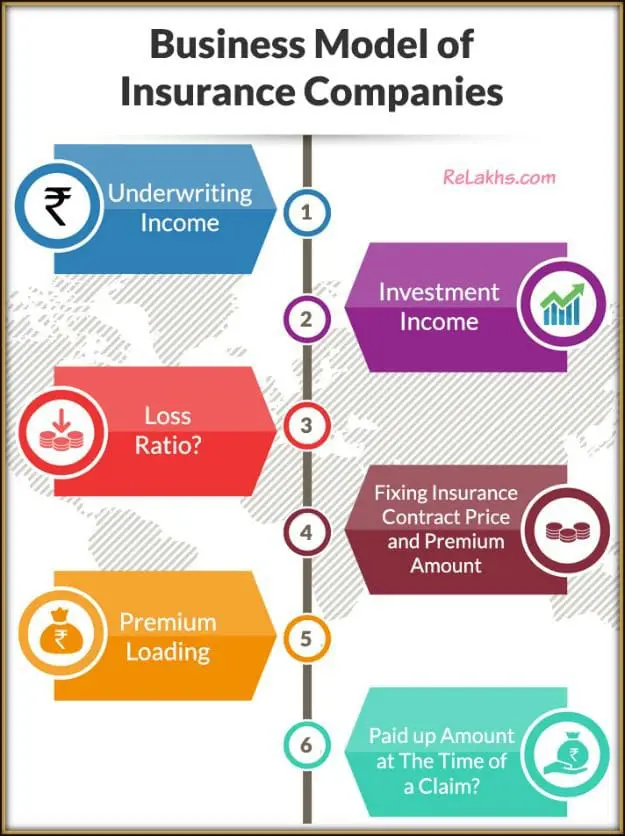 Business Model of
Insurance Companies
ReLakhs.com
₹
Underwriting
Income
1
Investment
Income
2
Loss
Ratio?
3
Fixing Insurance
Contract Price
and Premium
Amount
4
₹
Premium
Loading
5
Paid up Amount
at The Time of
a Claim?
₹
6